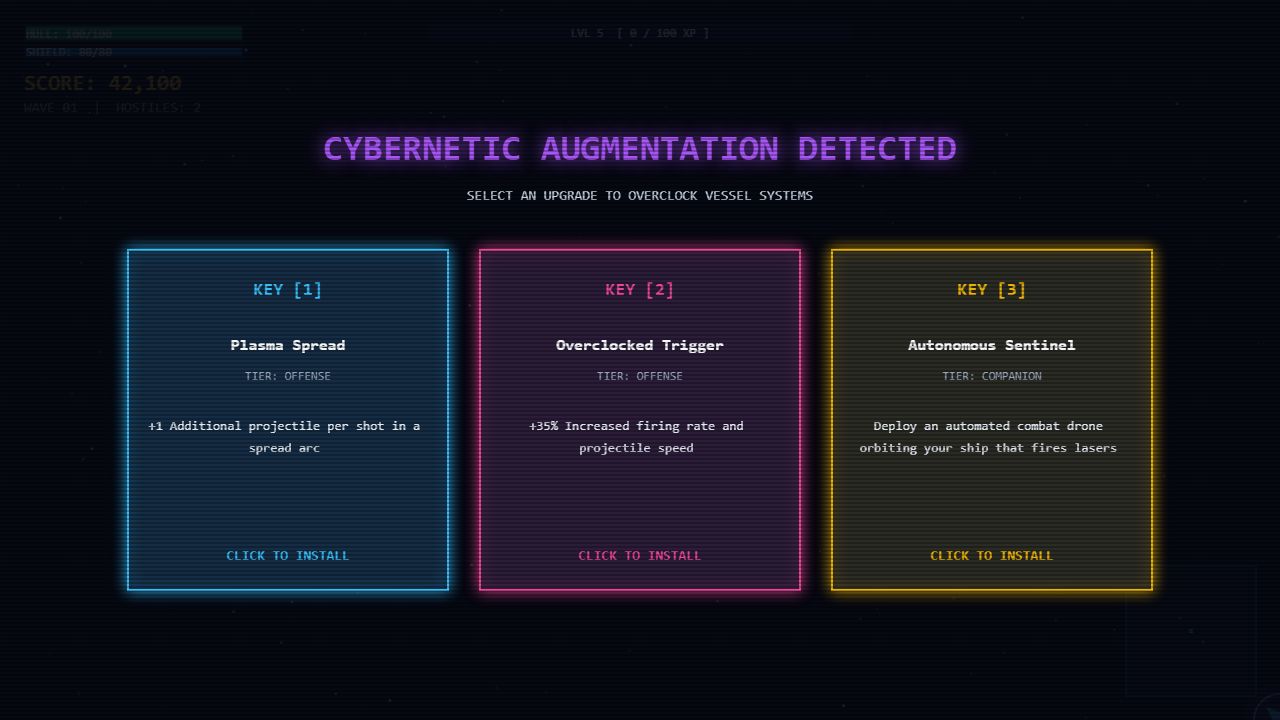 HULL: 100/100
LVL 5 [ 0 / 100 XP ]
SHIELD: 80/80
SCORE: 42,100
WAVE 01 | HOSTILES: 2
CYBERNETIC AUGMENTATION DETECTED
SELECT AN UPGRADE TO OVERCLOCK VESSEL SYSTEMS
KEY [1]
Plasma Spread
TIER: OFFENSE
+1 Additional projectile per shot in a
spread arc
CLICK TO INSTALL
KEY [2]
Overclocked Trigger
TIER: OFFENSE
+35% Increased firing rate and
projectile speed
CLICK TO INSTALL
KEY [3]
Autonomous Sentinel
TIER: COMPANION
Deploy an automated combat drone
orbiting your ship that fires lasers
CLICK TO INSTALL